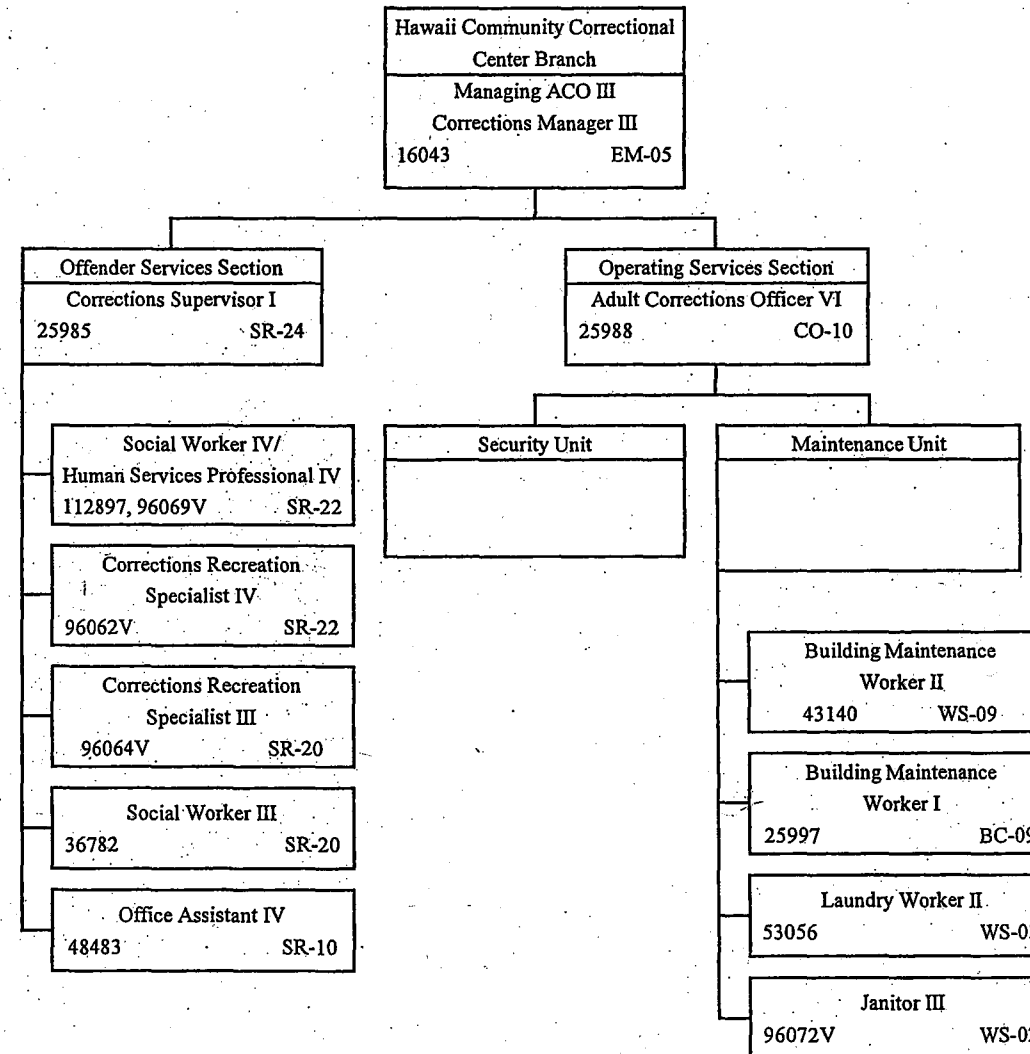 Hawaii Community Correctional
Center Branch
Managing ACO III
Corrections Manager III
16043 EM-05
Offender Services Section
Corrections Supervisor I
25985 SR-24
Operating Services Section
Adult Corrections Officer VI
25988 CO-10
Social Worker IV/
Human Services Professional IV
112897, 96069V SR-22
Corrections Recreation
Specialist IV
96062V SR-22
Corrections Recreation
Specialist III
96064V SR-20
Social Worker III
36782 SR-20
Office Assistant IV
48483 SR-10
Security Unit
Maintenance Unit
Building Maintenance
Worker II
43140 WS-09
Building Maintenance
Worker I
25997 BC-09
Laundry Worker II
53056
Janitor III
96072V